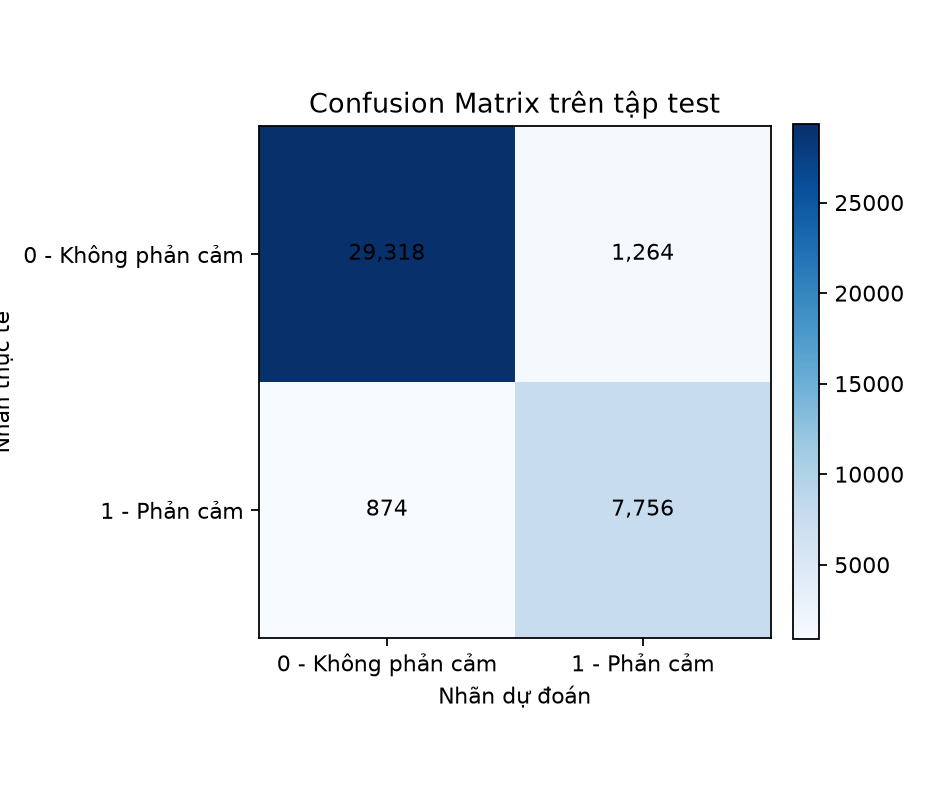 Confusion Matrix trên tập test
0 - Không phản cảm
29,318
1,264
1 - Phản cảm
874
7,756
0 - Không phản cảm
1 - Phản cảm
Nhãn dự đoán
25000
20000
15000
10000
5000